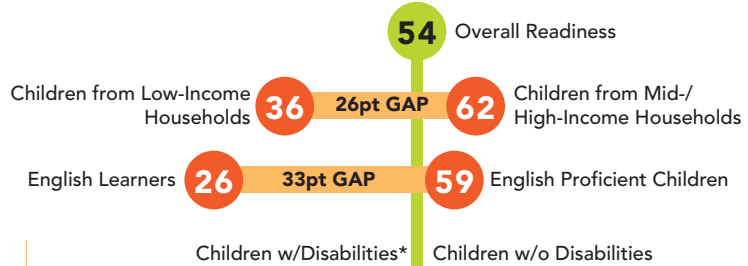 54 Overall Readiness
Children from Low-Income
Households
36 26pt GAP 62
Children from Mid-/
High-Income Households
English Learners 26 33pt GAP 59 English Proficient Children
Children w/Disabilities* Children w/o Disabilities